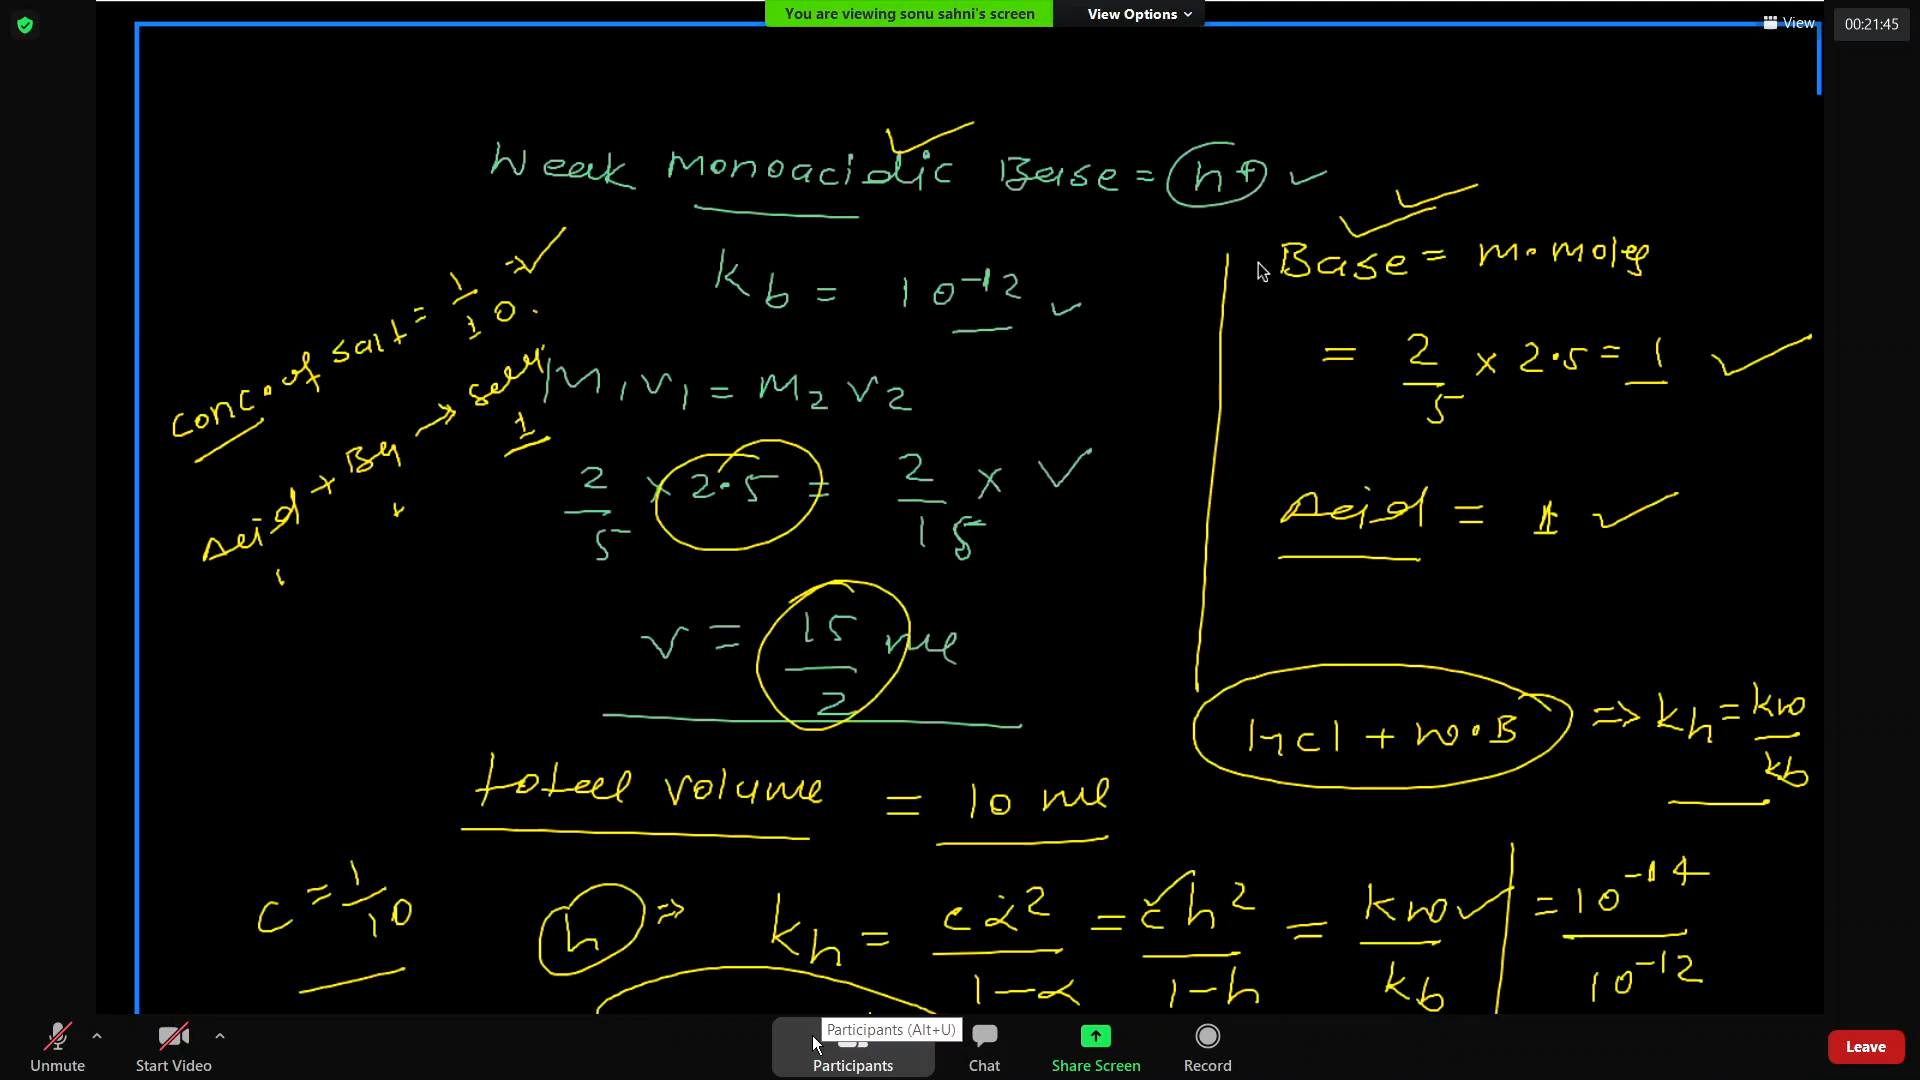 You are viewing sonu sahni's screen
View Options
View
00:21:45
Weak monoacidic Base = h+
kb = 10^-12
M1V1 = M2V2
2/5 × 2.5 = 2/15 × V
V = 15/2 ml
total volume = 10 ml
conc. of salt = 1/10.
Acid + Base → salt
1
Base = m.moles
= 2/5 × 2.5 = 1
Acid = 1
HCl + W.B ⇒ kh = kw/kb
C = 1/10
h ⇒ kh = cα²/1-α = ch²/1-h = kw/kb = 10^-14/10^-12
Participants (Alt+U)
Unmute
Start Video
Participants
Chat
Share Screen
Record
Leave